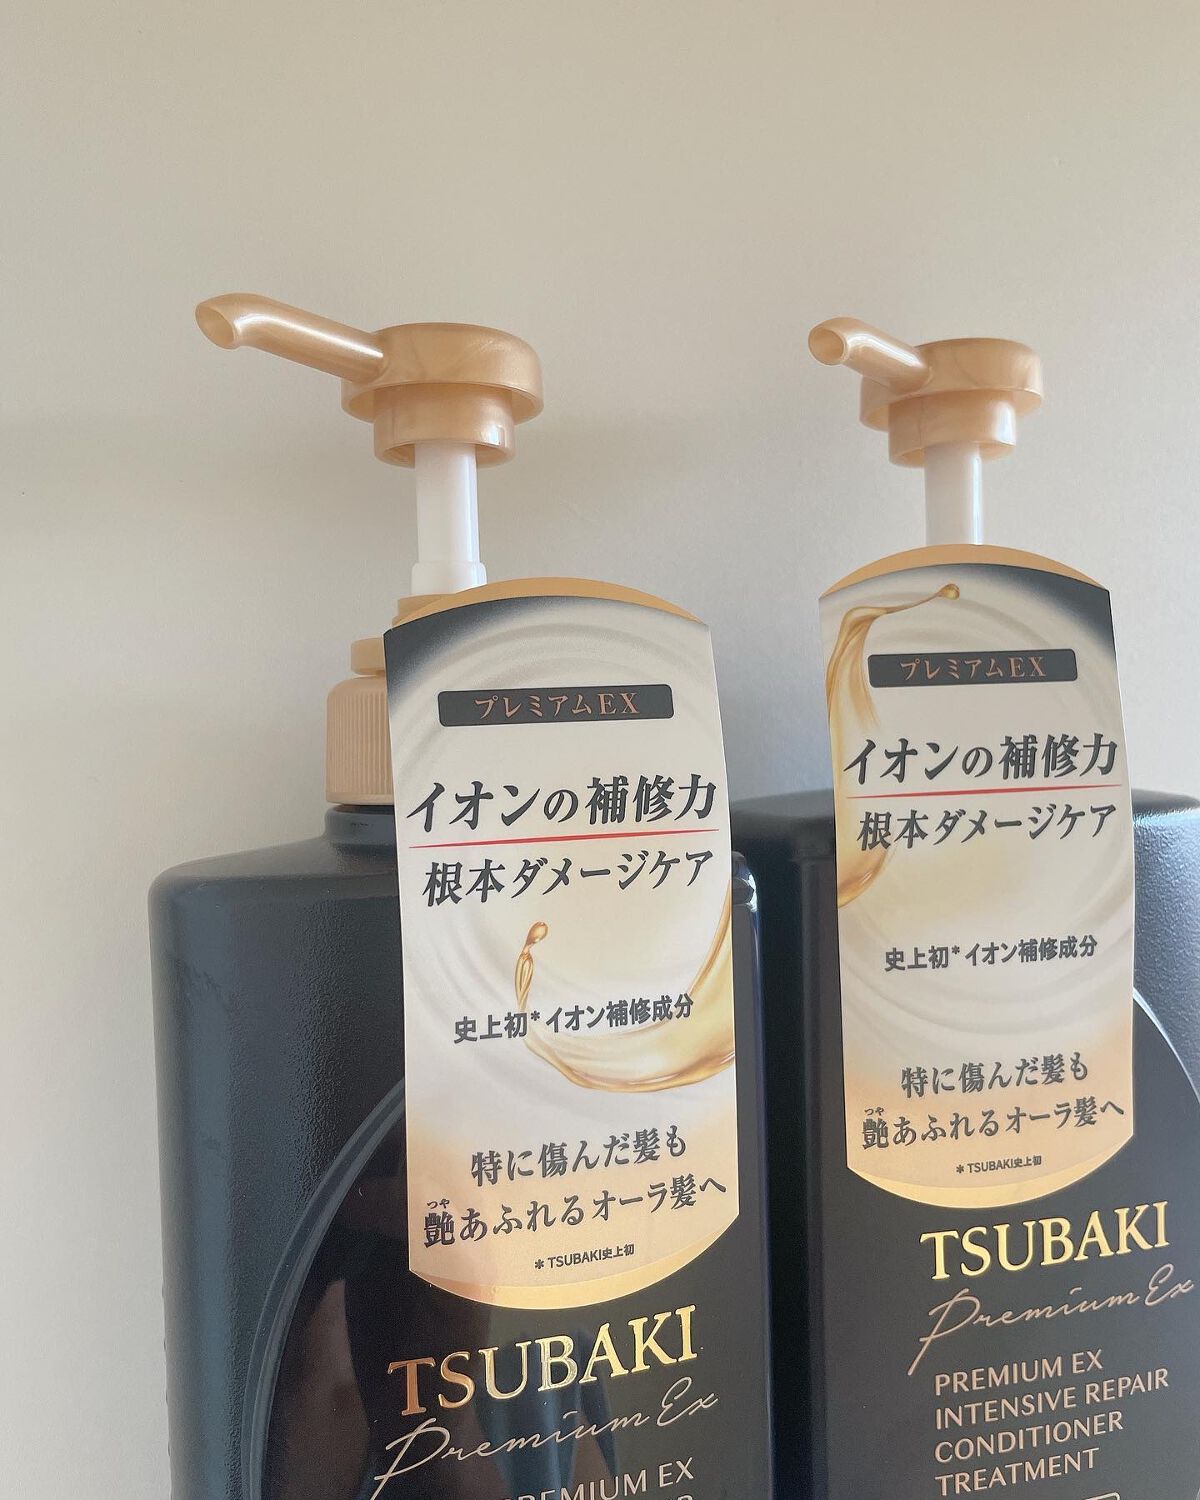 プレミアムEX
イオンの補修力
根本ダメージケア
史上初*イオン補修成分
特に傷んだ髪も
つや
艶あふれるオーラ髪へ
*TSUBAKI史上初
TSUBAKI
Premium Ex
PREMIUM EX
プレミアムEX
イオンの補修力
根本ダメージケア
史上初*イオン補修成分
特に傷んだ髪も
つや
艶あふれるオーラ髪へ
*TSUBAKI史上初
TSUBAKI
Premium Ex
PREMIUM EX
INTENSIVE REPAIR
CONDITIONER
TREATMENT